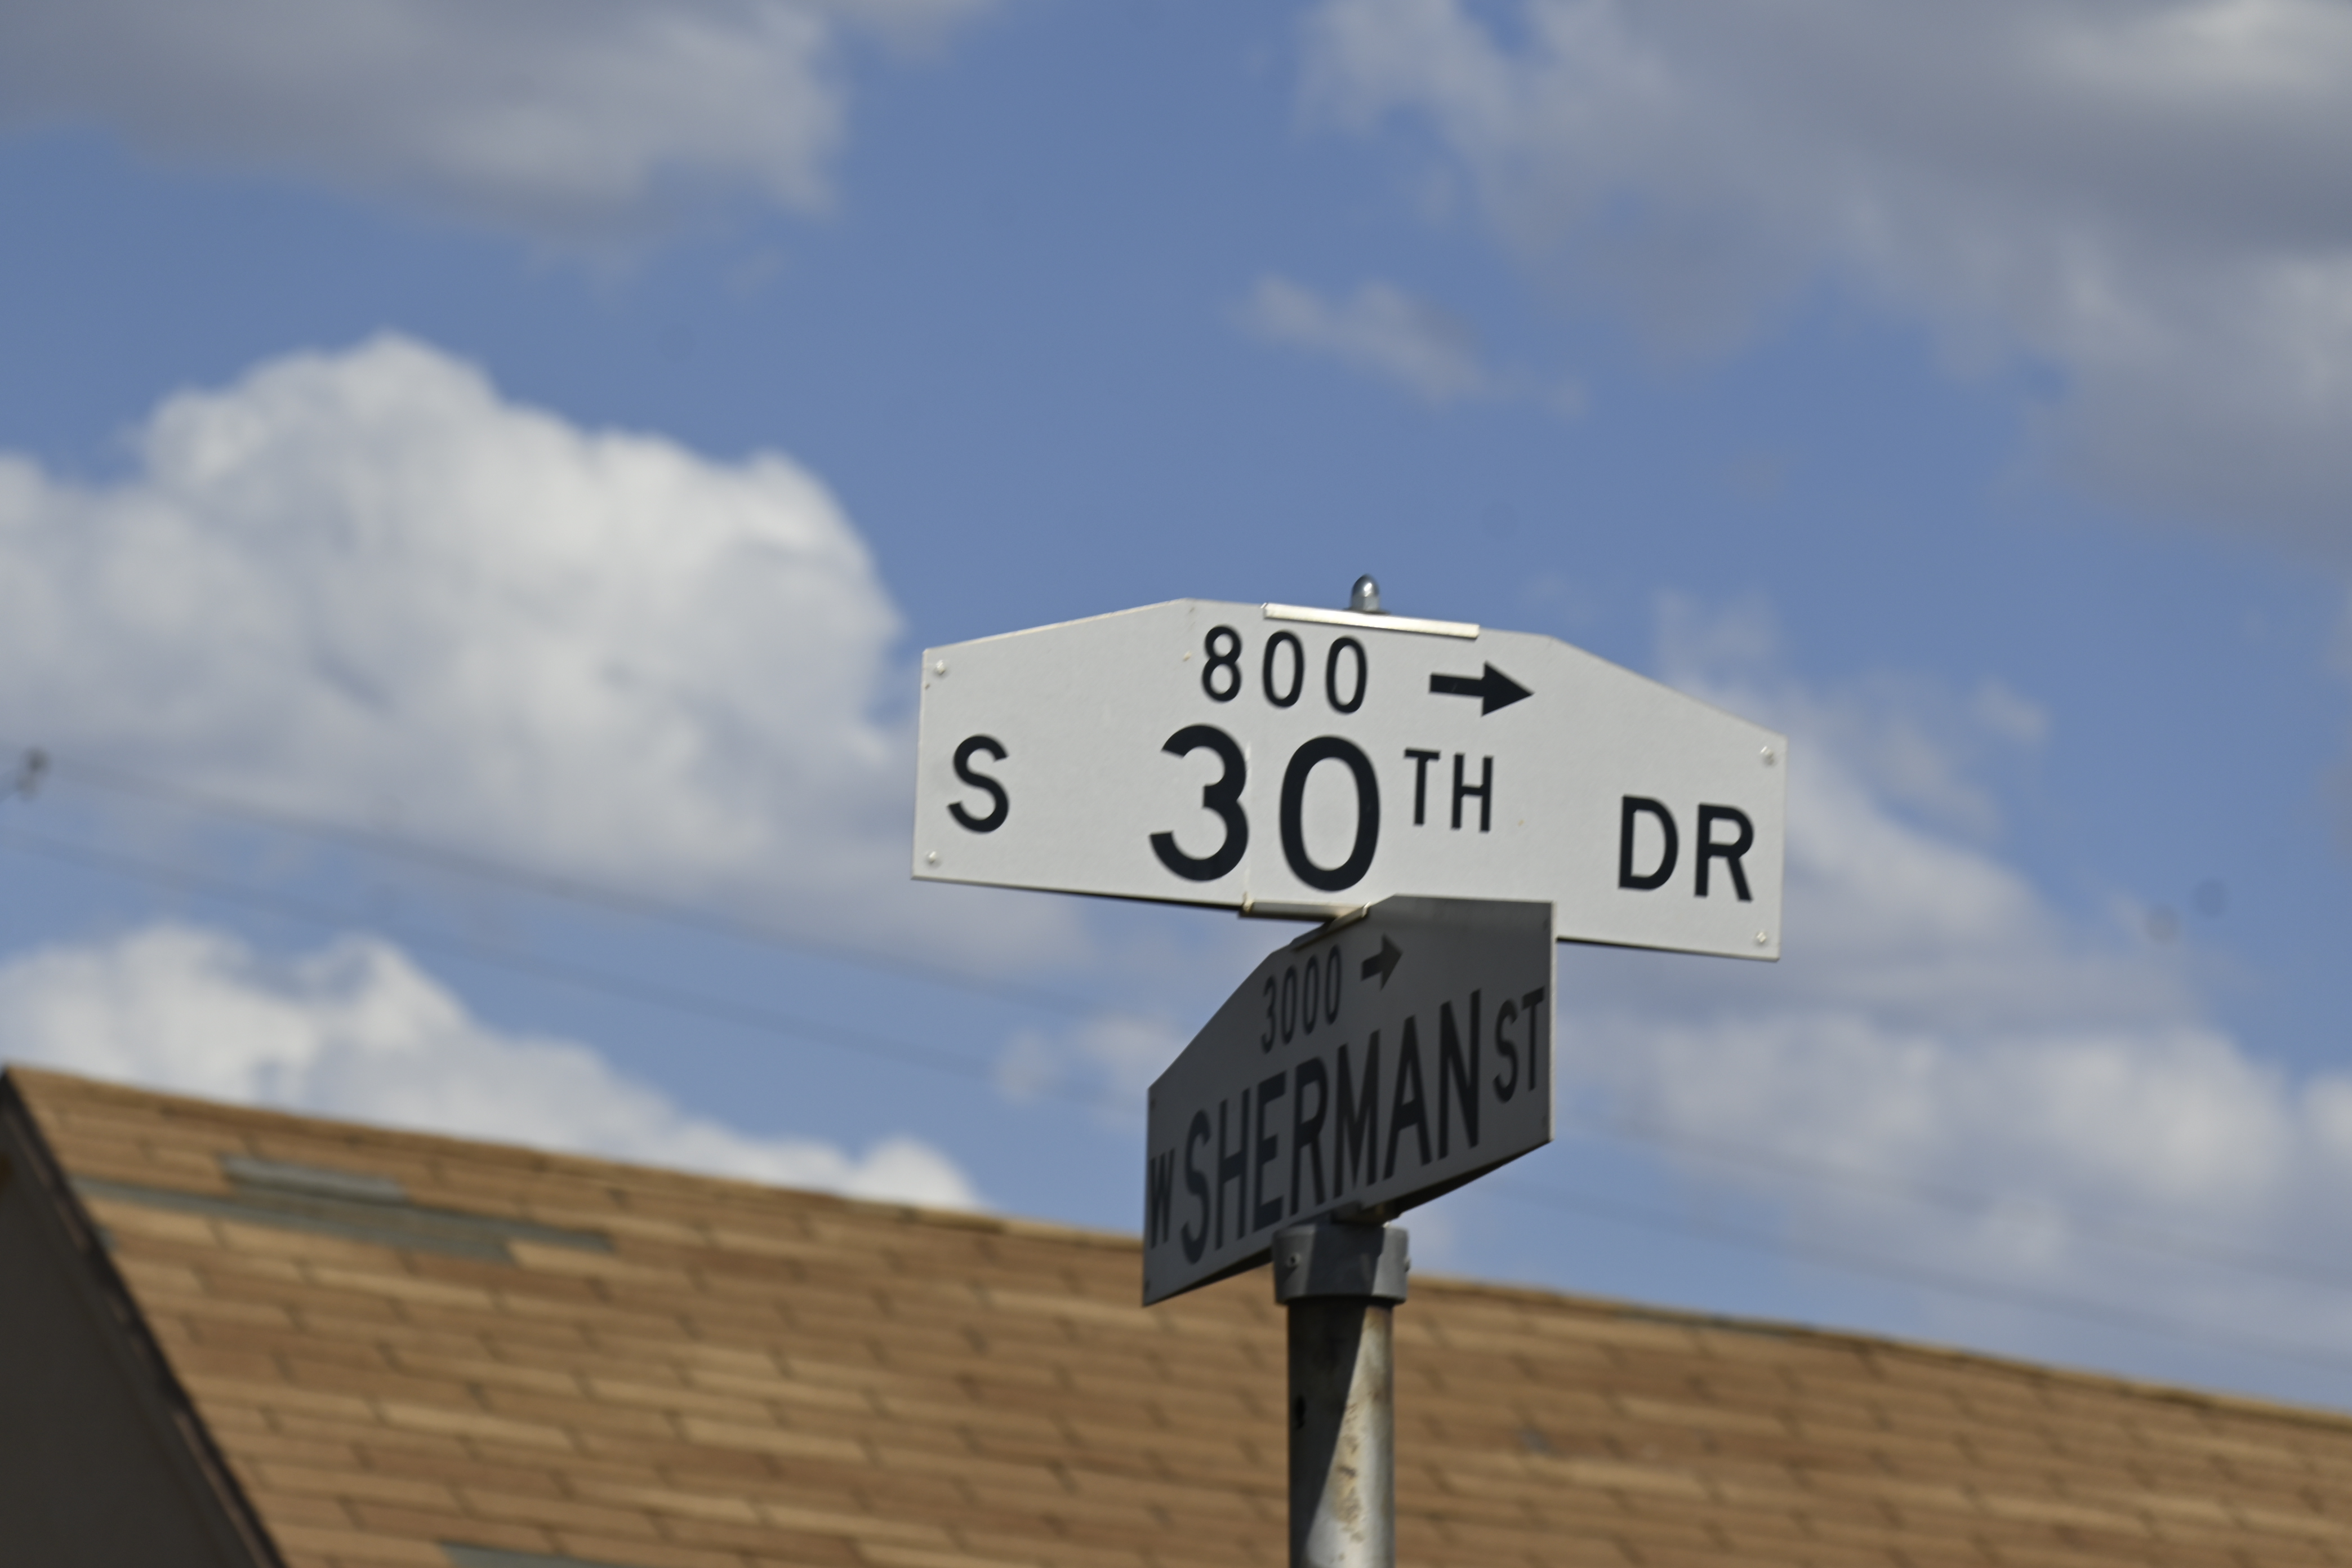 800 →
S 30TH DR
3000 →
W SHERMAN ST